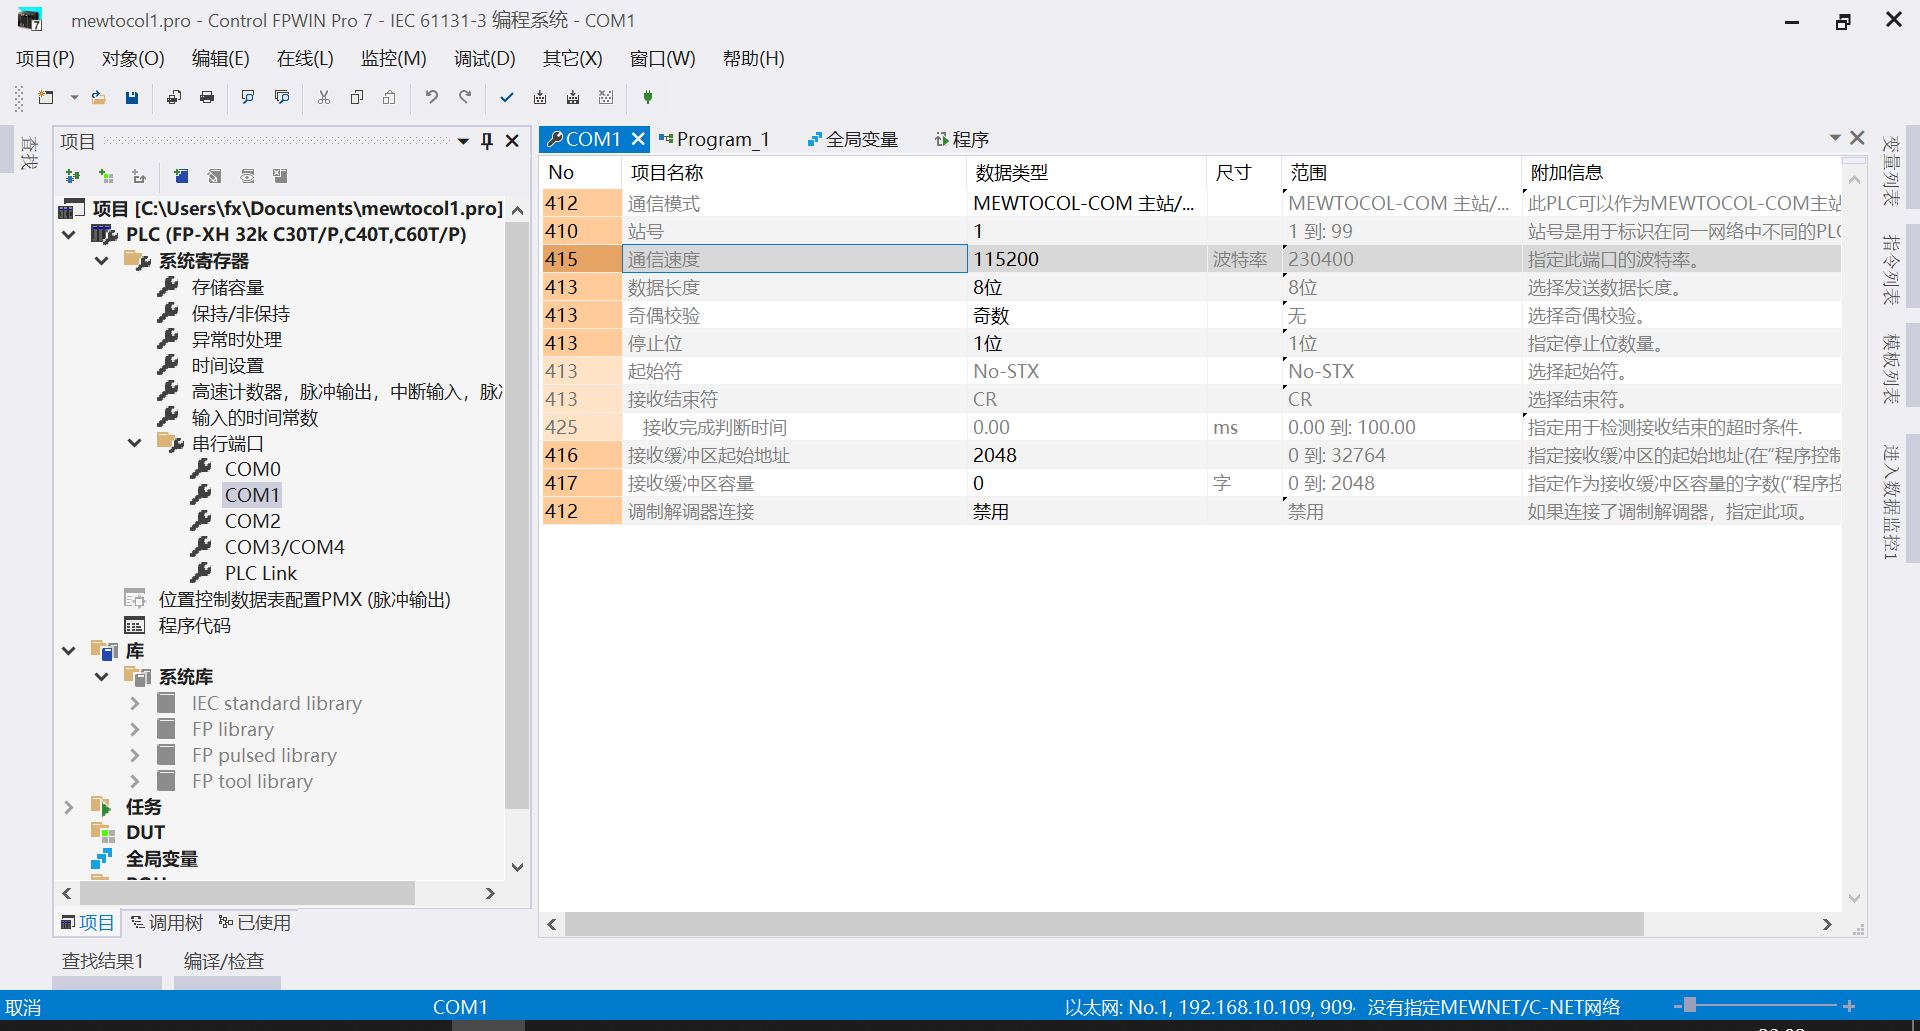 mewtocol1.pro - Control FPWIN Pro 7 - IEC 61131-3 编程系统 - COM1
项目(P) 对象(O) 编辑(E) 在线(L) 监控(M) 调试(D) 其它(X) 窗口(W) 帮助(H)
查找
项目
项目 [C:\Users\fx\Documents\mewtocol1.pro]
PLC (FP-XH 32k C30T/P,C40T,C60T/P)
系统寄存器
存储容量
保持/非保持
异常时处理
时间设置
高速计数器，脉冲输出，中断输入，脉
输入的时间常数
串行端口
COM0
COM1
COM2
COM3/COM4
PLC Link
位置控制数据表配置PMX (脉冲输出)
程序代码
库
系统库
IEC standard library
FP library
FP pulsed library
FP tool library
任务
DUT
全局变量
项目 调用树 已使用
COM1 Program_1 全局变量 程序
No 项目名称 数据类型 尺寸 范围 附加信息
412 通信模式 MEWTOCOL-COM 主站/... MEWTOCOL-COM 主站/... 此PLC可以作为MEWTOCOL-COM主站
410 站号 1 1 到: 99 站号是用于标识在同一网络中不同的PLC
415 通信速度 115200 波特率 230400 指定此端口的波特率。
413 数据长度 8位 8位 选择发送数据长度。
413 奇偶校验 奇数 无 选择奇偶校验。
413 停止位 1位 1位 指定停止位数量。
413 起始符 No-STX No-STX 选择起始符。
413 接收结束符 CR CR 选择结束符。
425 接收完成判断时间 0.00 ms 0.00 到: 100.00 指定用于检测接收结束的超时条件.
416 接收缓冲区起始地址 2048 0 到: 32764 指定接收缓冲区的起始地址(在"程序控制
417 接收缓冲区容量 0 字 0 到: 2048 指定作为接收缓冲区容量的字数("程序控
412 调制解调器连接 禁用 禁用 如果连接了调制解调器，指定此项。
变量列表
指令列表
模板列表
进入数据监控1
查找结果1 编译/检查
取消 COM1 以太网: No.1, 192.168.10.109, 909 没有指定MEWNET/C-NET网络